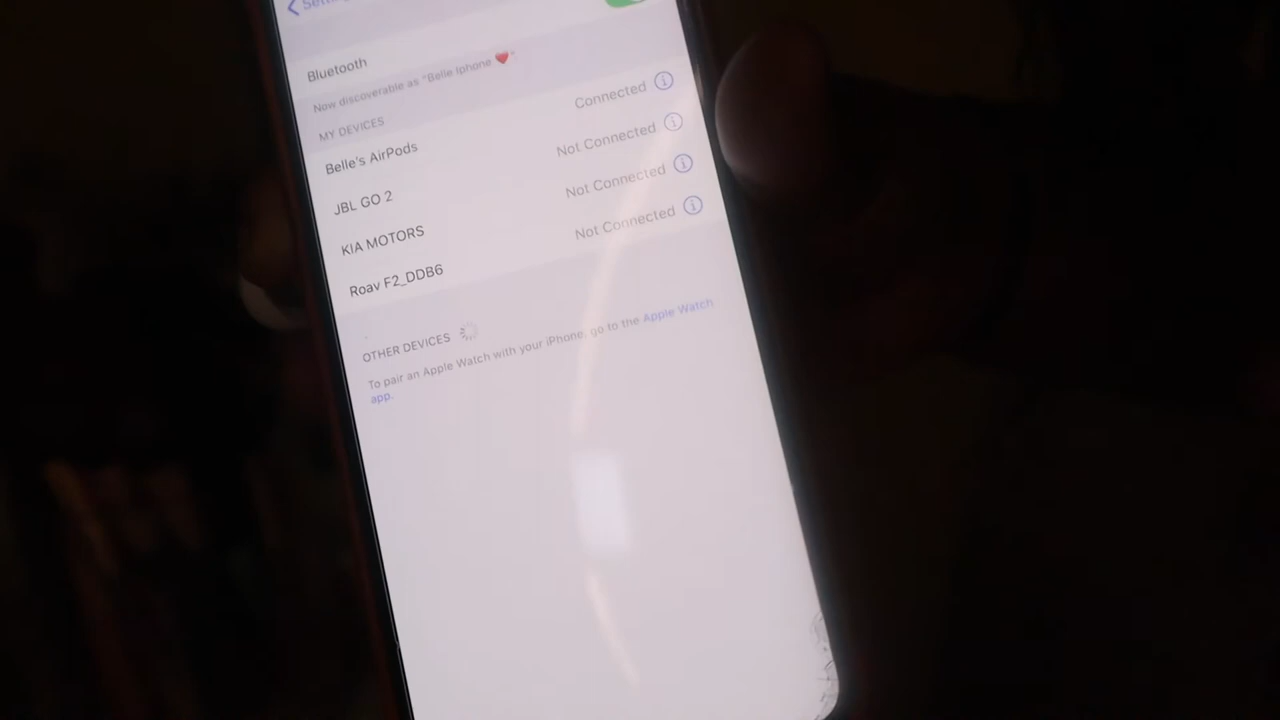 Bluetooth
Now discoverable as "Belle Iphone ❤️"
MY DEVICES
Belle's AirPods Connected
JBL GO 2 Not Connected
KIA MOTORS Not Connected
Roav F2_DDB6 Not Connected
OTHER DEVICES
To pair an Apple Watch with your iPhone, go to the Apple Watch
app.